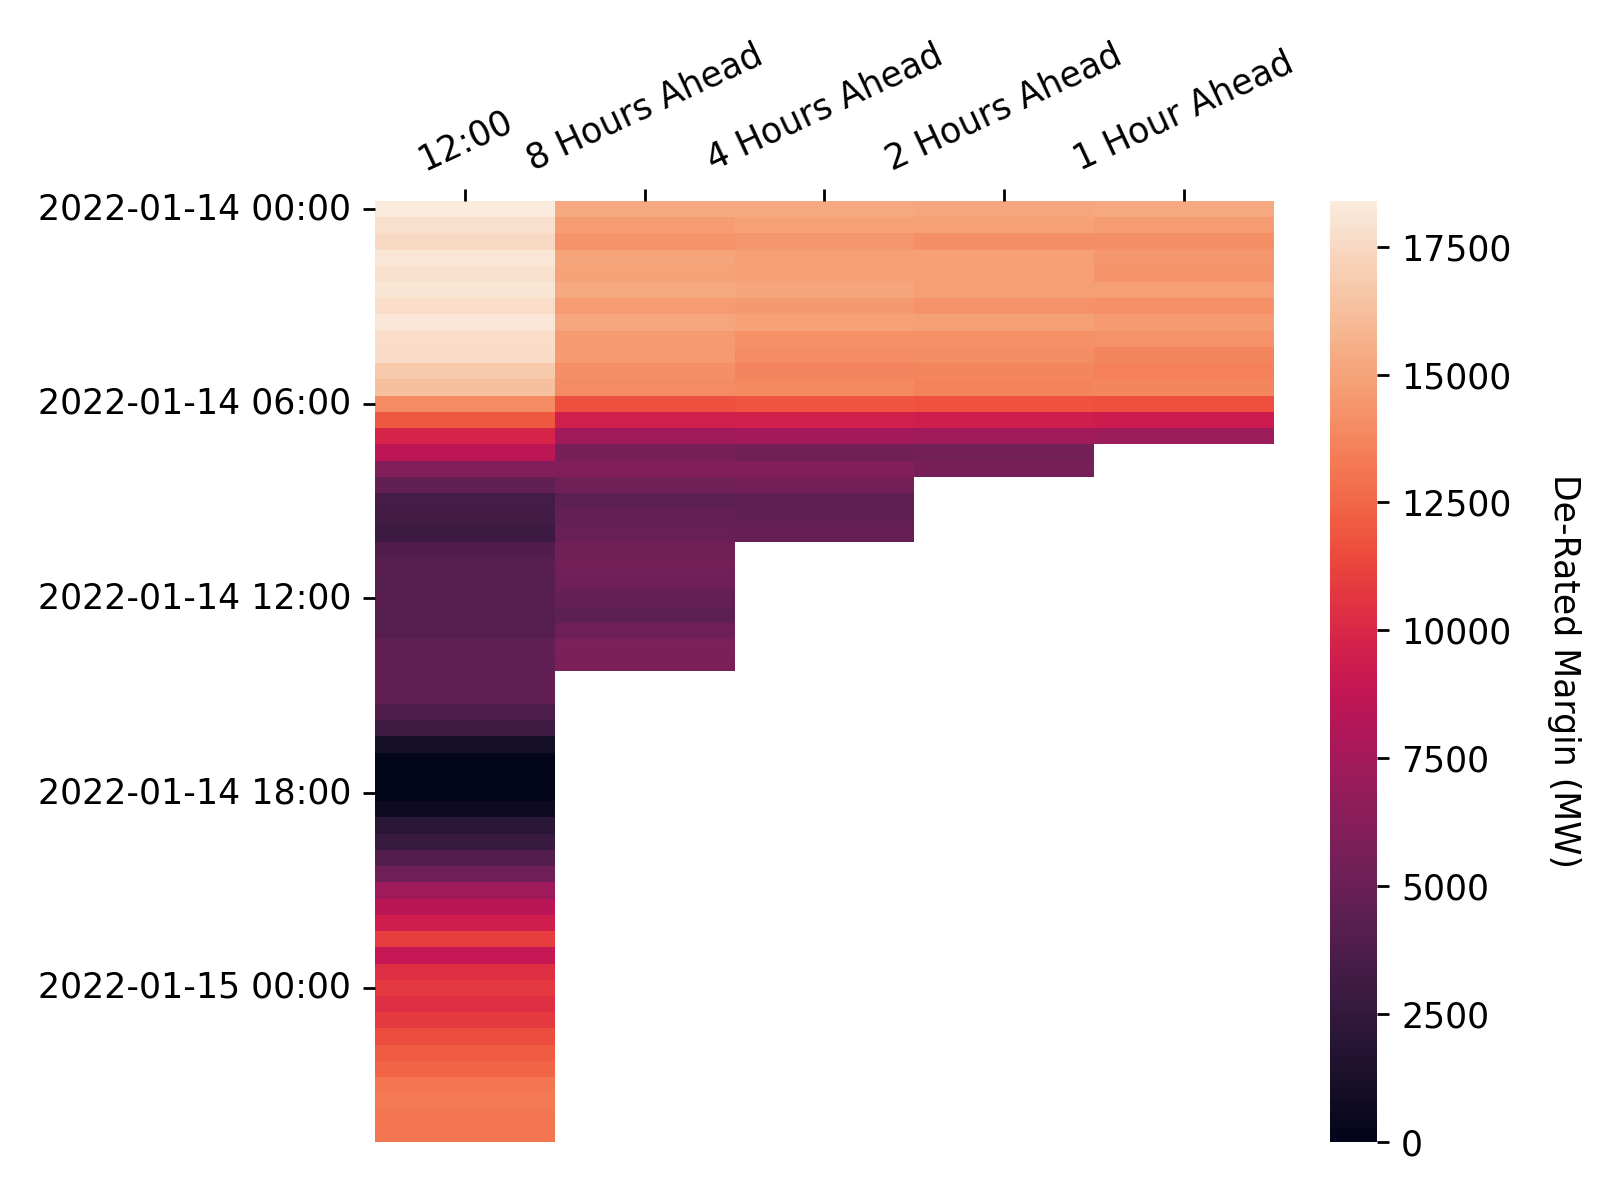 12:00
8 Hours Ahead
4 Hours Ahead
2 Hours Ahead
1 Hour Ahead
2022-01-14 00:00
2022-01-14 06:00
2022-01-14 12:00
2022-01-14 18:00
2022-01-15 00:00
17500
15000
12500
10000
7500
5000
2500
0
De-Rated Margin (MW)